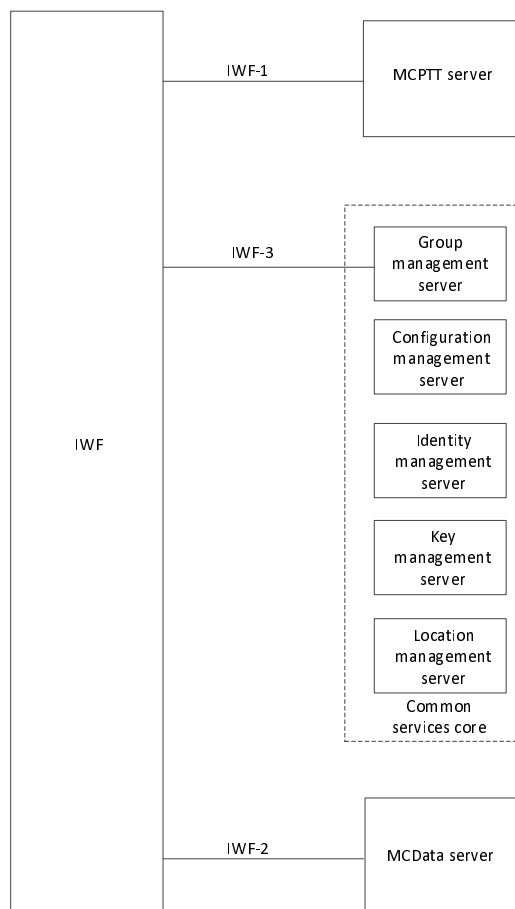 IWF-1
MCPTT server
IWF-3
Group
management
server
Configuration
management
server
IWF
Identity
management
server
Key
management
server
Location
management
server
Common
services core
IWF-2
MCData server